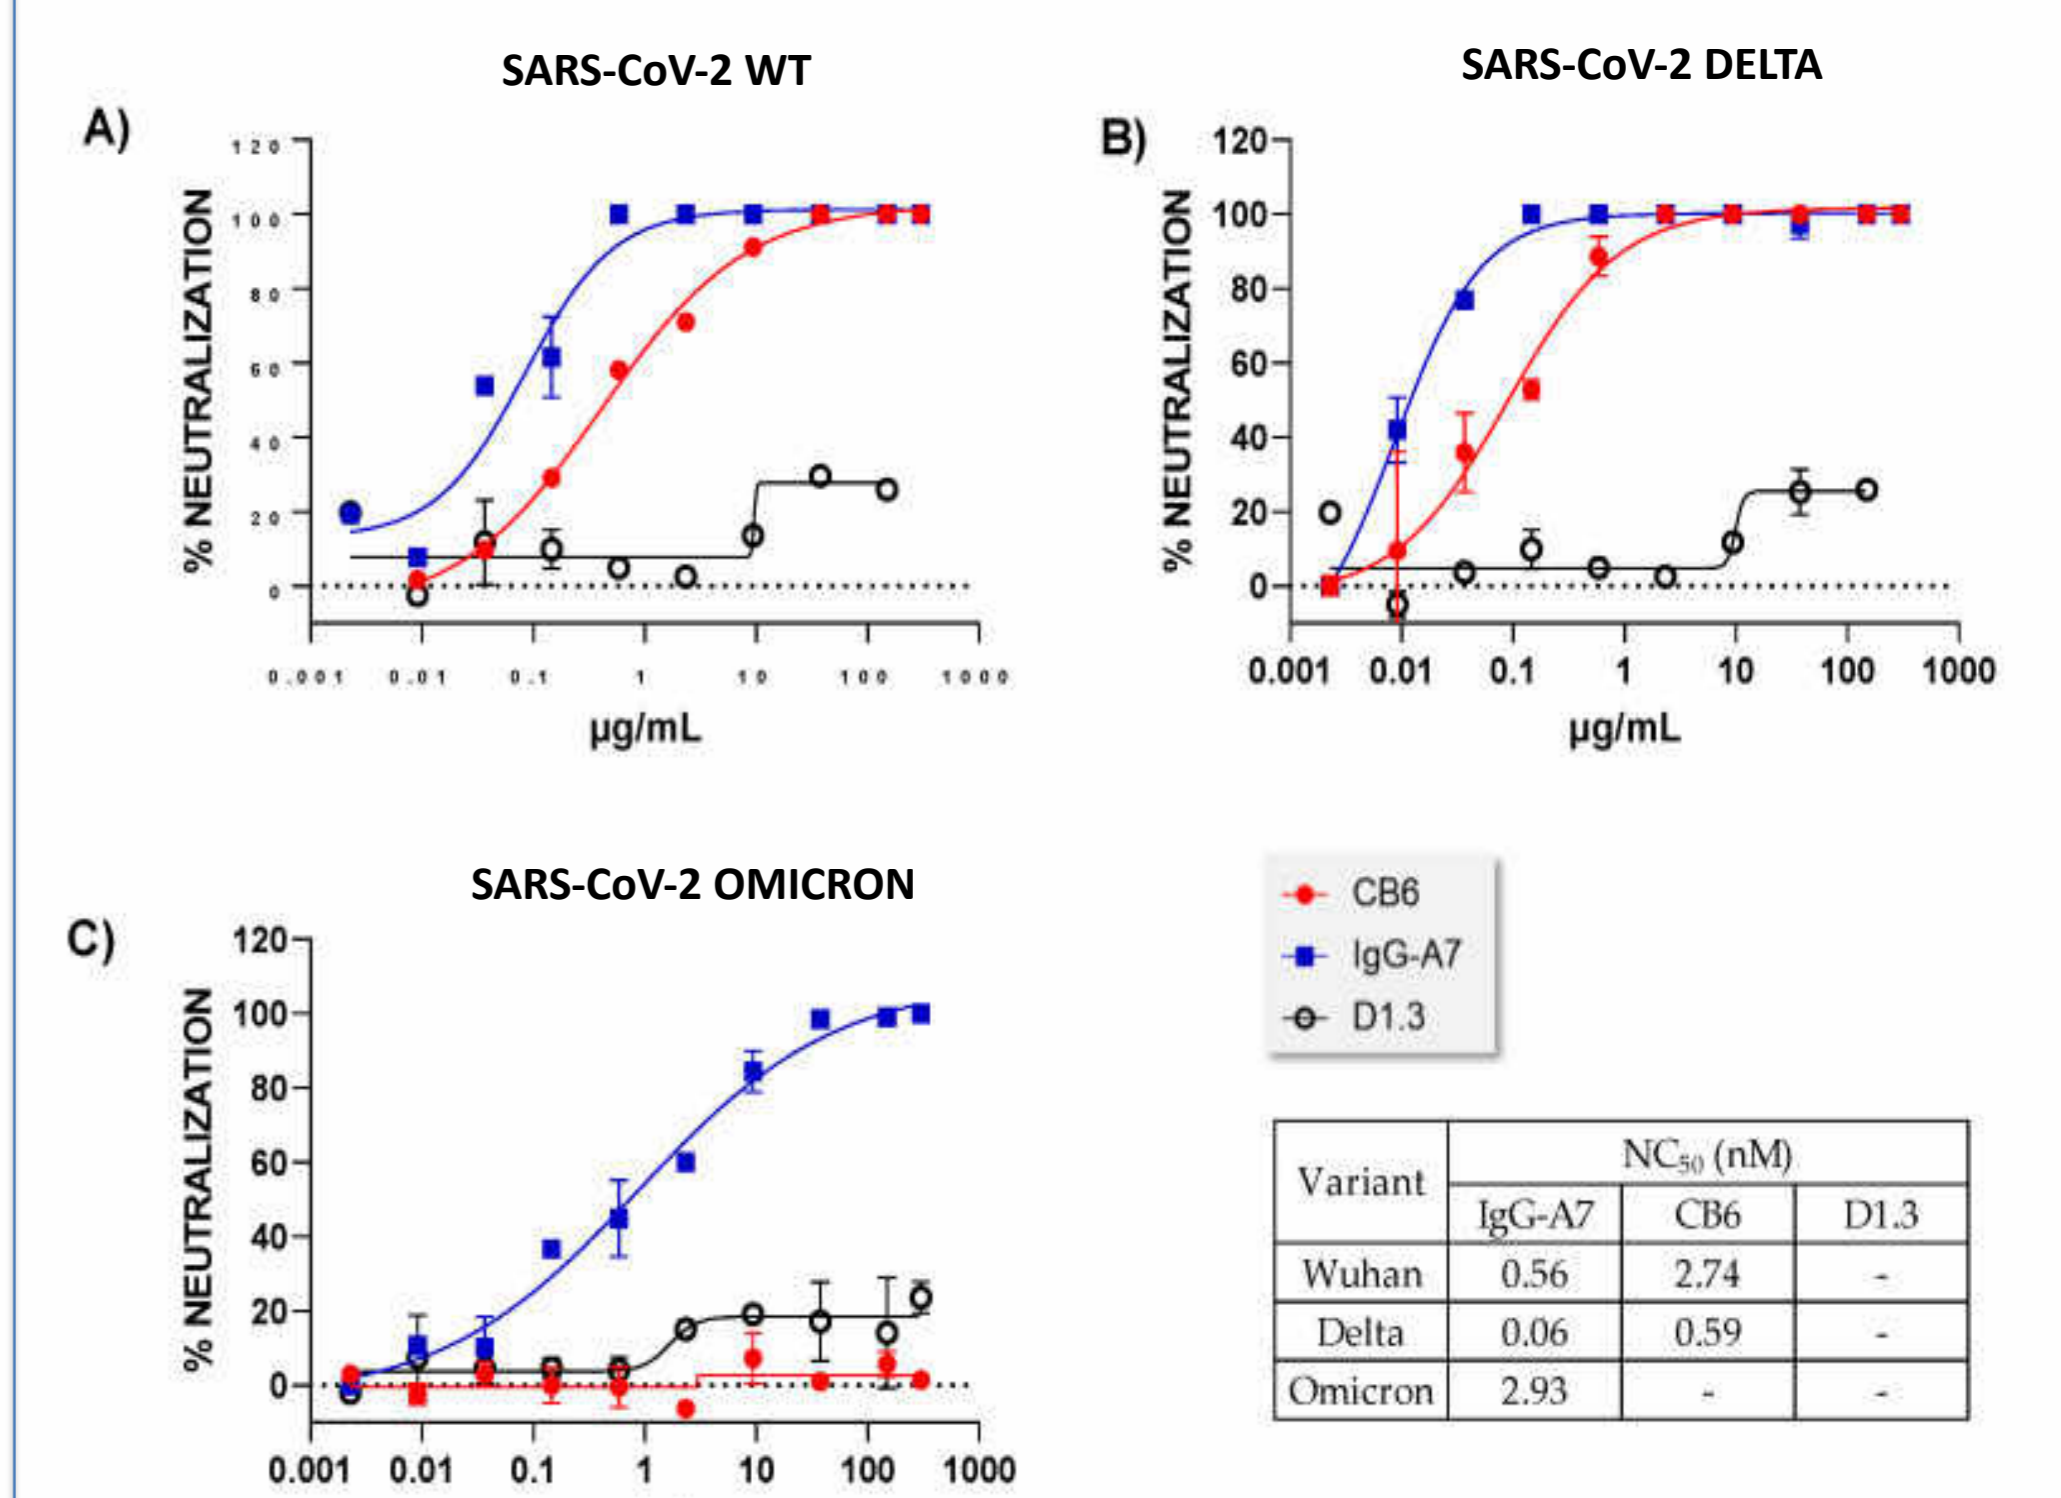 SARS-CoV-2 WT
A)
120
100
80
60
40
20
0
% NEUTRALIZATION
0.001 0.01 0.1 1 10 100 1000
µg/mL
SARS-CoV-2 DELTA
B)
120
100
80
60
40
20
0
% NEUTRALIZATION
0.001 0.01 0.1 1 10 100 1000
µg/mL
SARS-CoV-2 OMICRON
C)
120
100
80
60
40
20
0
% NEUTRALIZATION
0.001 0.01 0.1 1 10 100 1000
CB6
IgG-A7
D1.3
Variant NC₅₀ (nM)
IgG-A7 CB6 D1.3
Wuhan 0.56 2.74 -
Delta 0.06 0.59 -
Omicron 2.93 - -